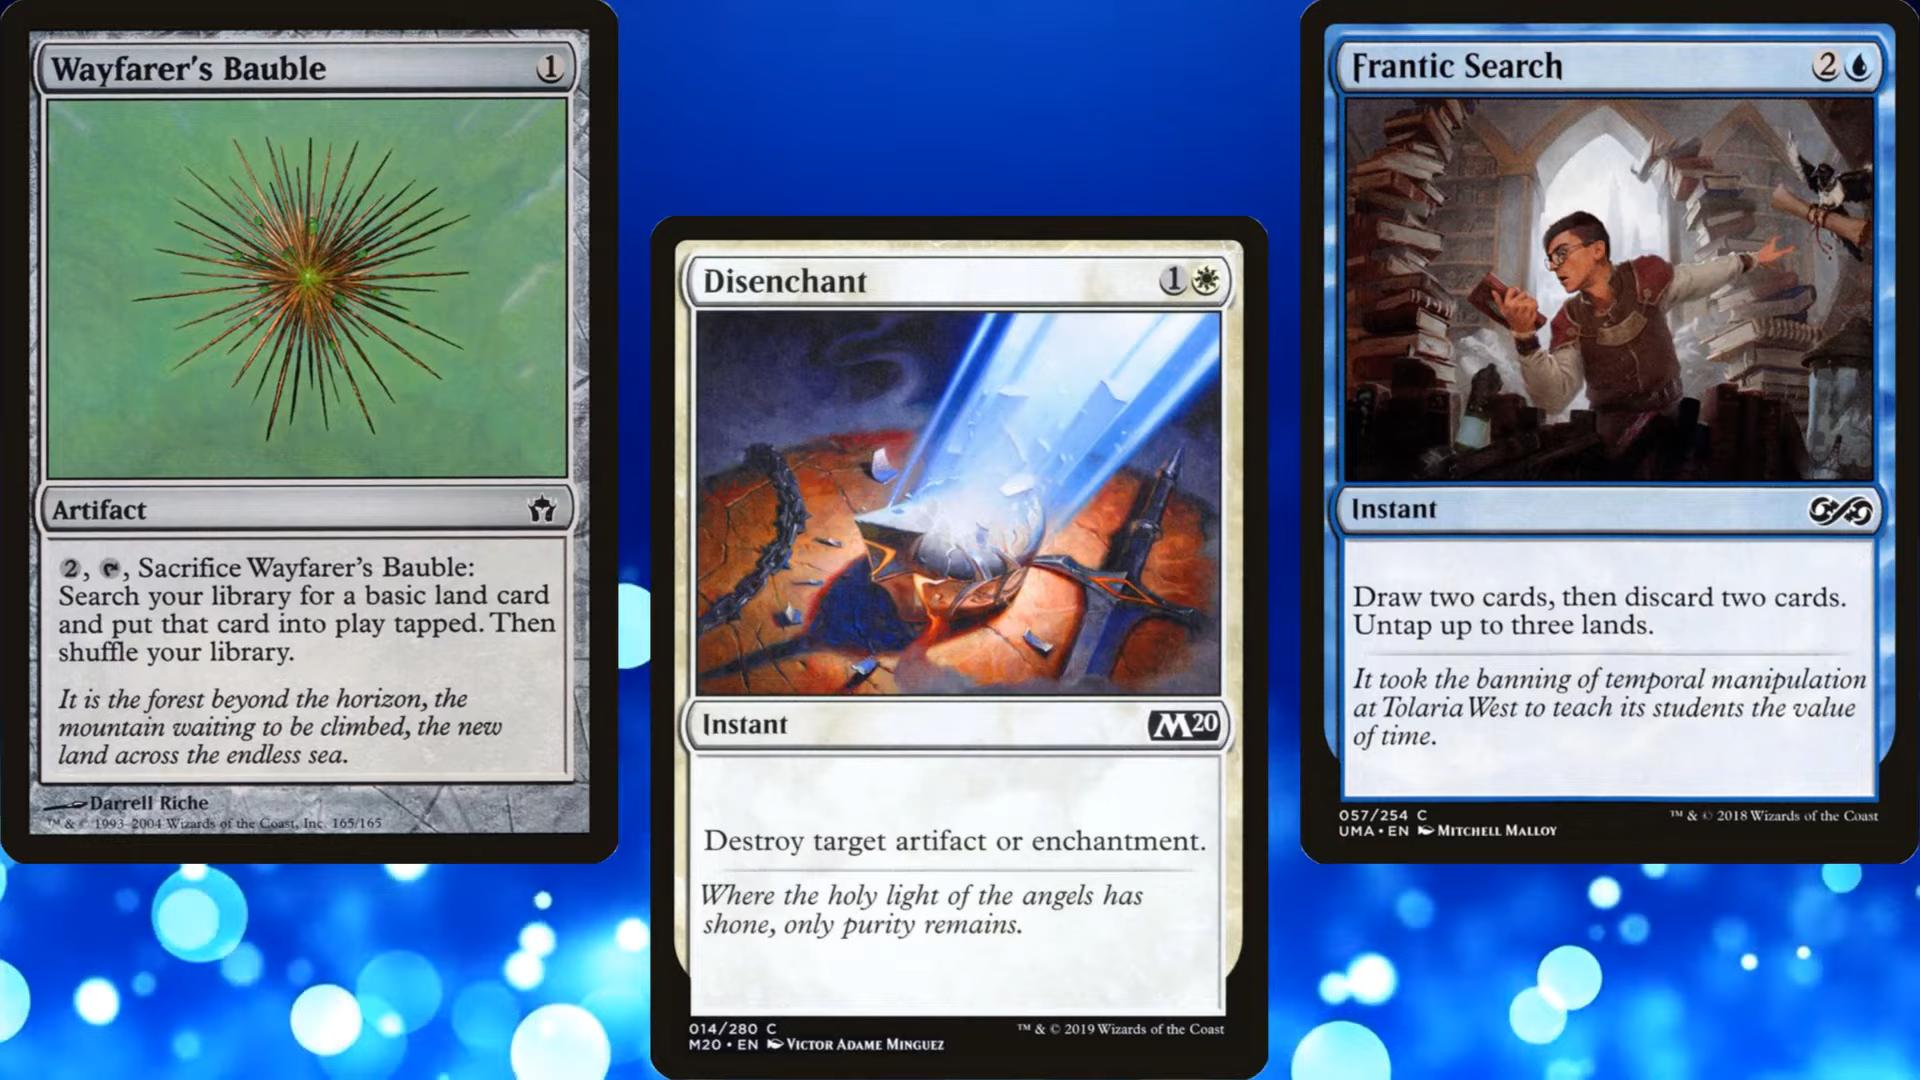 Wayfarer's Bauble 1
Artifact
2, , Sacrifice Wayfarer's Bauble:
Search your library for a basic land card
and put that card into play tapped. Then
shuffle your library.
It is the forest beyond the horizon, the
mountain waiting to be climbed, the new
land across the endless sea.
Darrell Riche
™ & © 1993-2004 Wizards of the Coast, Inc. 165/165
Disenchant 1
Instant
M20
Destroy target artifact or enchantment.
Where the holy light of the angels has
shone, only purity remains.
014/280 C
™ & © 2019 Wizards of the Coast
M20 • EN Victor Adame Minguez
Frantic Search 2
Instant
Draw two cards, then discard two cards.
Untap up to three lands.
It took the banning of temporal manipulation
at Tolaria West to teach its students the value
of time.
057/254 C
™ & © 2018 Wizards of the Coast
UMA • EN Mitchell Malloy